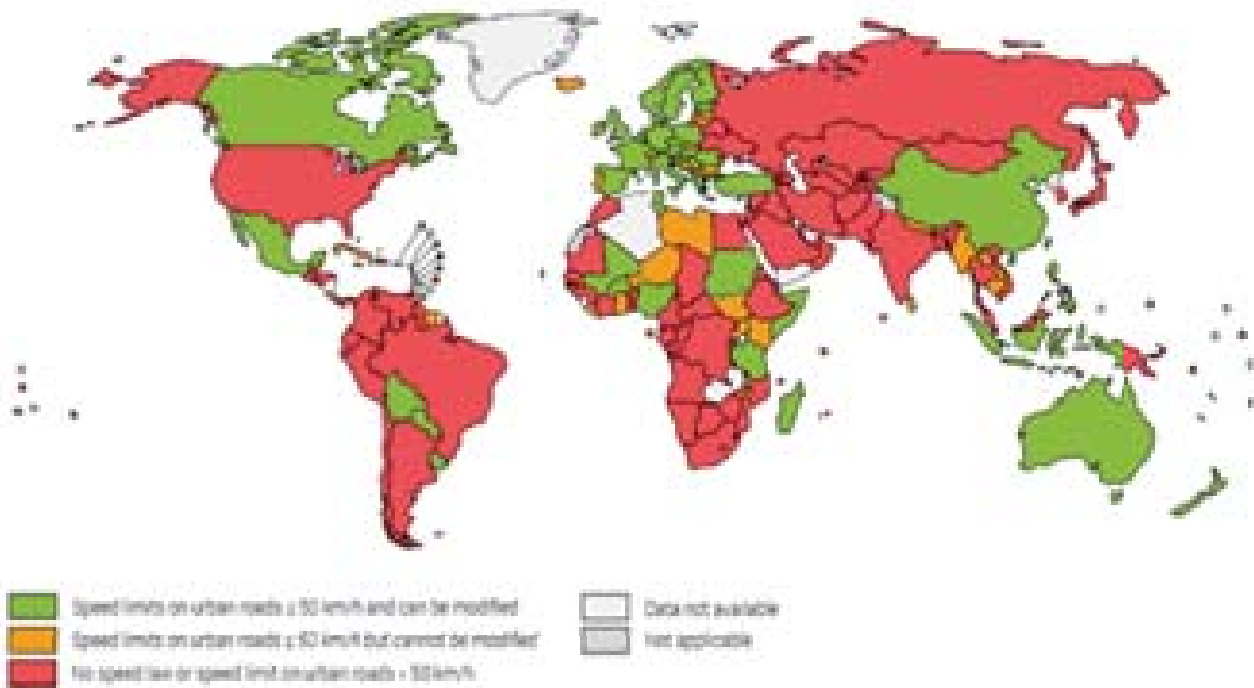 Speed limits on urban roads ≤ 50 km/h and can be modified
Speed limits on urban roads ≤ 50 km/h but cannot be modified
No speed law or speed limit on urban roads > 50 km/h
Data not available
Not applicable